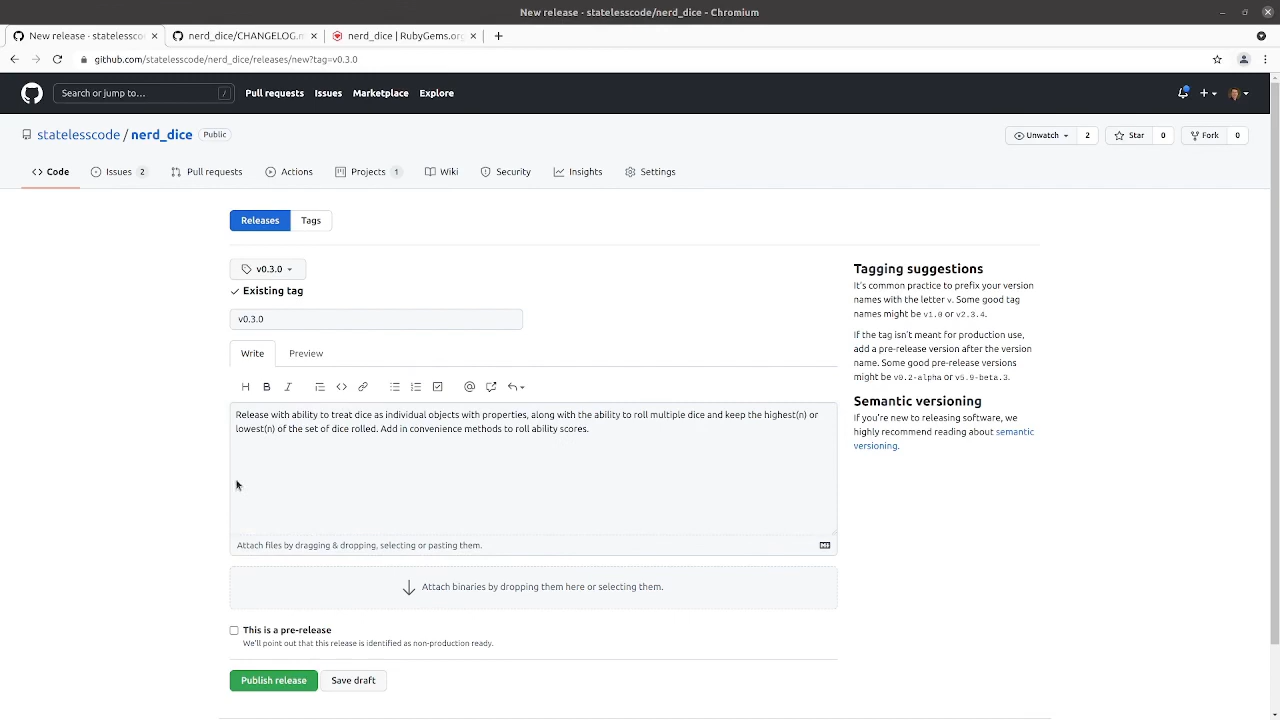 New release - statelesscode/nerd_dice - Chromium
New release - statelessco
nerd_dice/CHANGELOG.m
nerd_dice | RubyGems.org
github.com/statelesscode/nerd_dice/releases/new?tag=v0.3.0
Search or jump to...
/
Pull requests
Issues
Marketplace
Explore
statelesscode / nerd_dice
Public
Unwatch
2
Star
0
Fork
0
Code
Issues 2
Pull requests
Actions
Projects 1
Wiki
Security
Insights
Settings
Releases
Tags
v0.3.0
Existing tag
v0.3.0
Write
Preview
Release with ability to treat dice as individual objects with properties, along with the ability to roll multiple dice and keep the highest(n) or
lowest(n) of the set of dice rolled. Add in convenience methods to roll ability scores.
Attach files by dragging & dropping, selecting or pasting them.
Attach binaries by dropping them here or selecting them.
This is a pre-release
We'll point out that this release is identified as non-production ready.
Publish release
Save draft
Tagging suggestions
It's common practice to prefix your version
names with the letter v. Some good tag
names might be v1.0 or v2.3.4.
If the tag isn't meant for production use,
add a pre-release version after the version
name. Some good pre-release versions
might be v0.2-alpha or v5.9-beta.3.
Semantic versioning
If you're new to releasing software, we
highly recommend reading about semantic
versioning.